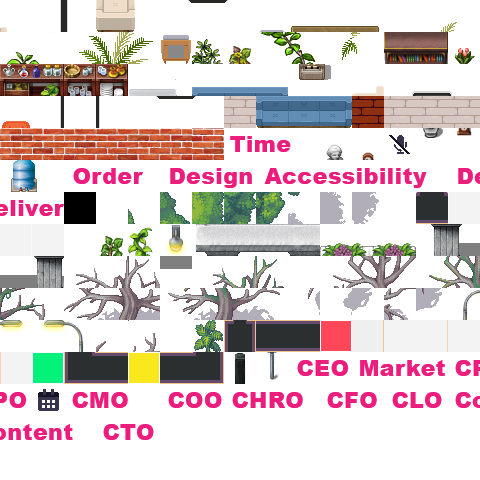 Time
Order Design Accessibility De
eliver
CEO Market CF
PO CMO COO CHRO CFO CLO Co
ontent CTO